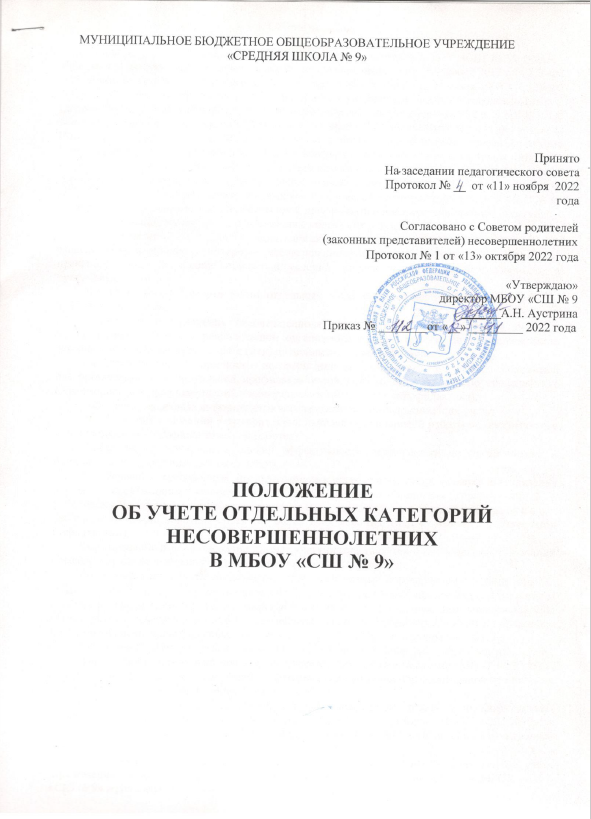 МУНИЦИПАЛЬНОЕ БЮДЖЕТНОЕ ОБЩЕОБРАЗОВАТЕЛЬНОЕ УЧРЕЖДЕНИЕ
«СРЕДНЯЯ ШКОЛА № 9»
Принято
На заседании педагогического совета
Протокол № 4 от «11» ноября 2022
года
Согласовано с Советом родителей
(законных представителей) несовершеннолетних
Протокол № 1 от «13» октября 2022 года
«Утверждаю»
директор МБОУ «СШ № 9
А.Н. Аустрина
Приказ № 112 от « » 2022 года
ПОЛОЖЕНИЕ
ОБ УЧЕТЕ ОТДЕЛЬНЫХ КАТЕГОРИЙ
НЕСОВЕРШЕННОЛЕТНИХ
В МБОУ «СШ № 9»